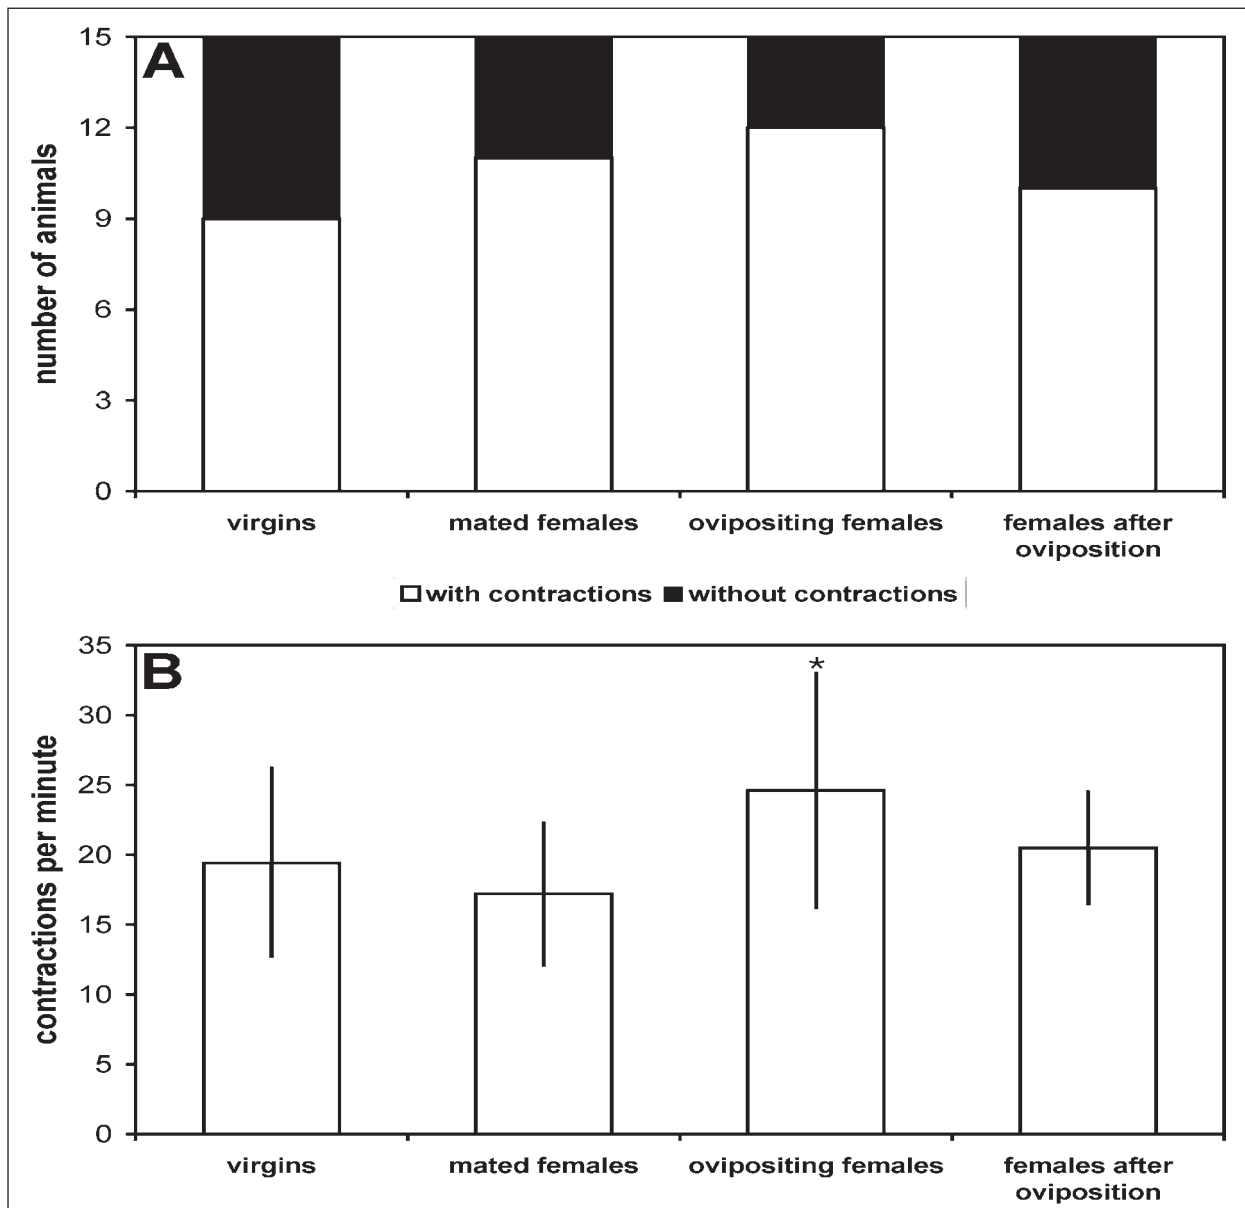 A
15
12
9
6
3
0
number of animals
virgins
mated females
ovipositing females
females after
oviposition
with contractions without contractions
B
*
35
30
25
20
15
10
5
0
contractions per minute
virgins
mated females
ovipositing females
females after
oviposition